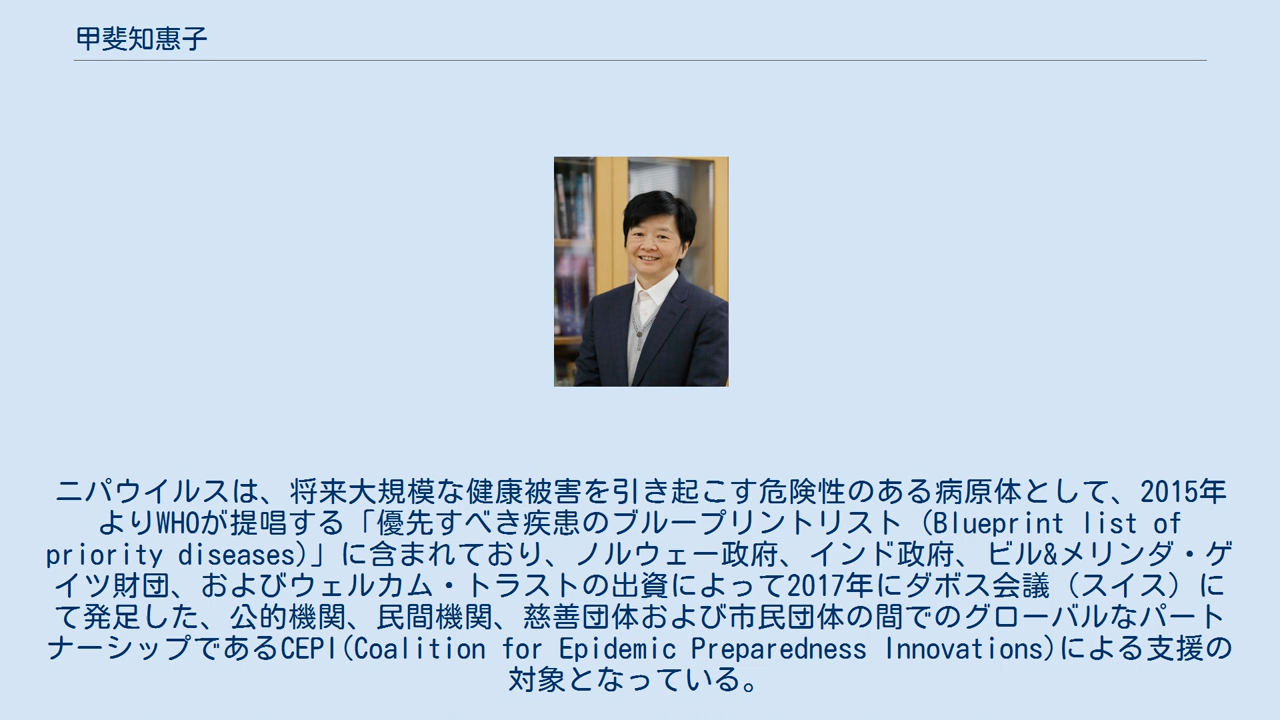 甲斐知惠子
ニパウイルスは、将来大規模な健康被害を引き起こす危険性のある病原体として、2015年
よりWHOが提唱する「優先すべき疾患のブループリントリスト（Blueprint list of
priority diseases)」に含まれており、ノルウェー政府、インド政府、ビル&メリンダ・ゲ
イツ財団、およびウェルカム・トラストの出資によって2017年にダボス会議（スイス）に
て発足した、公的機関、民間機関、慈善団体および市民団体の間でのグローバルなパート
ナーシップであるCEPI(Coalition for Epidemic Preparedness Innovations)による支援の
対象となっている。